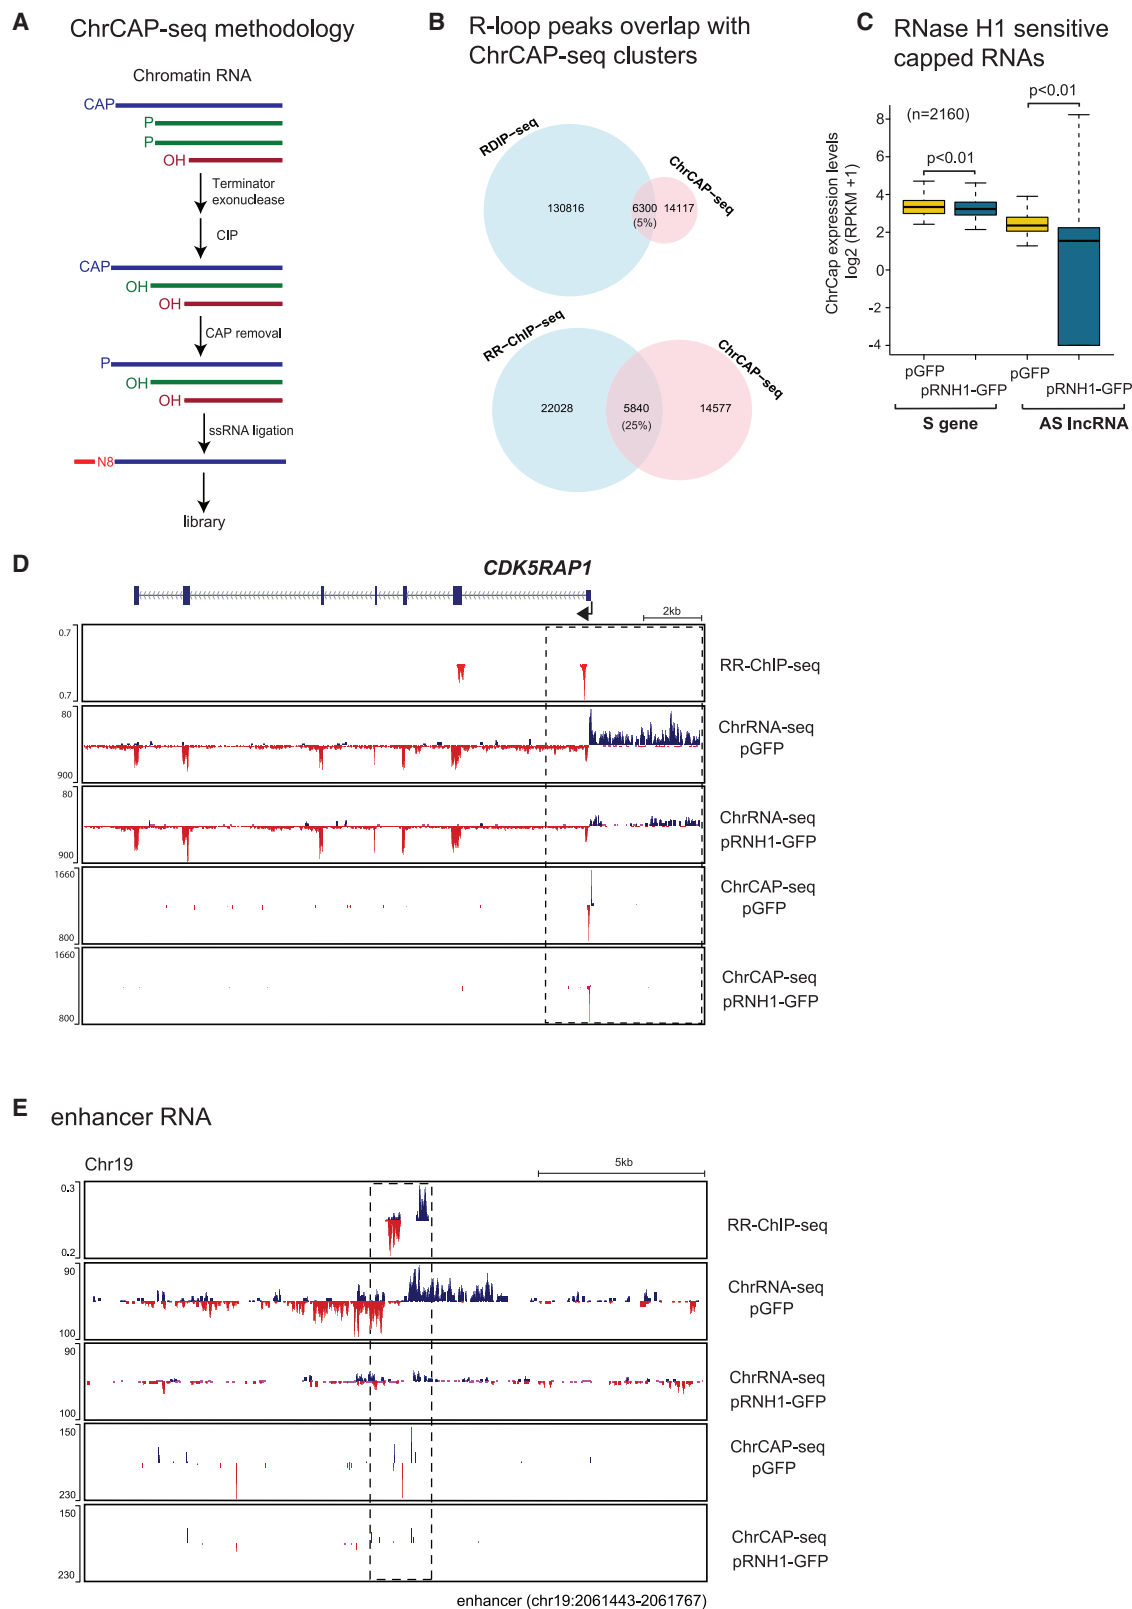 A ChrCAP-seq methodology
Chromatin RNA
CAP
P
P
OH
Terminator
exonuclease
CIP
CAP
OH
OH
CAP removal
P
OH
OH
ssRNA ligation
N8
library
B R-loop peaks overlap with
ChrCAP-seq clusters
RDIP-seq
ChrCAP-seq
130816 6300 14117
(5%)
RR-ChIP-seq
ChrCAP-seq
22028 5840 14577
(25%)
C RNase H1 sensitive
capped RNAs
ChrCap expression levels
log2 (RPKM +1)
8
6
4
2
0
-2
-4
(n=2160)
p<0.01
p<0.01
pGFP pGFP
pRNH1-GFP pRNH1-GFP
S gene AS lncRNA
D
CDK5RAP1
2kb
0.7
0.7
RR-ChIP-seq
80
900
ChrRNA-seq
pGFP
80
900
ChrRNA-seq
pRNH1-GFP
1660
800
ChrCAP-seq
pGFP
1660
800
ChrCAP-seq
pRNH1-GFP
E enhancer RNA
Chr19 5kb
0.3
0.2
RR-ChIP-seq
90
100
ChrRNA-seq
pGFP
90
100
ChrRNA-seq
pRNH1-GFP
150
230
ChrCAP-seq
pGFP
150
230
ChrCAP-seq
pRNH1-GFP
enhancer (chr19:2061443-2061767)